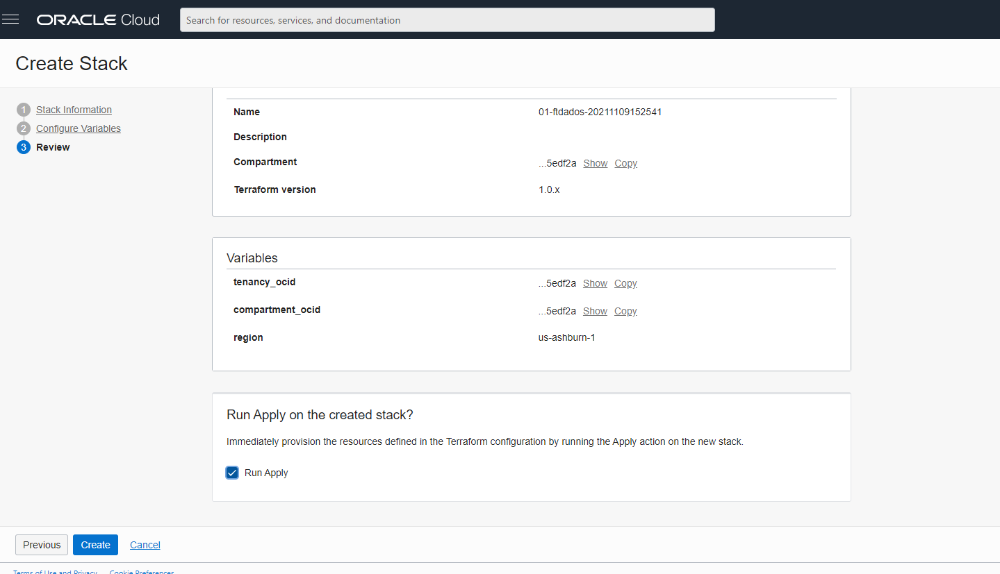 ORACLE Cloud
Search for resources, services, and documentation
Create Stack
1 Stack Information
2 Configure Variables
3 Review
Name 01-ftdados-20211109152541
Description
Compartment ...5edf2a Show Copy
Terraform version 1.0.x
Variables
tenancy_ocid ...5edf2a Show Copy
compartment_ocid ...5edf2a Show Copy
region us-ashburn-1
Run Apply on the created stack?
Immediately provision the resources defined in the Terraform configuration by running the Apply action on the new stack.
Run Apply
Previous Create Cancel
Terms of Use and Privacy Cookie Preferences